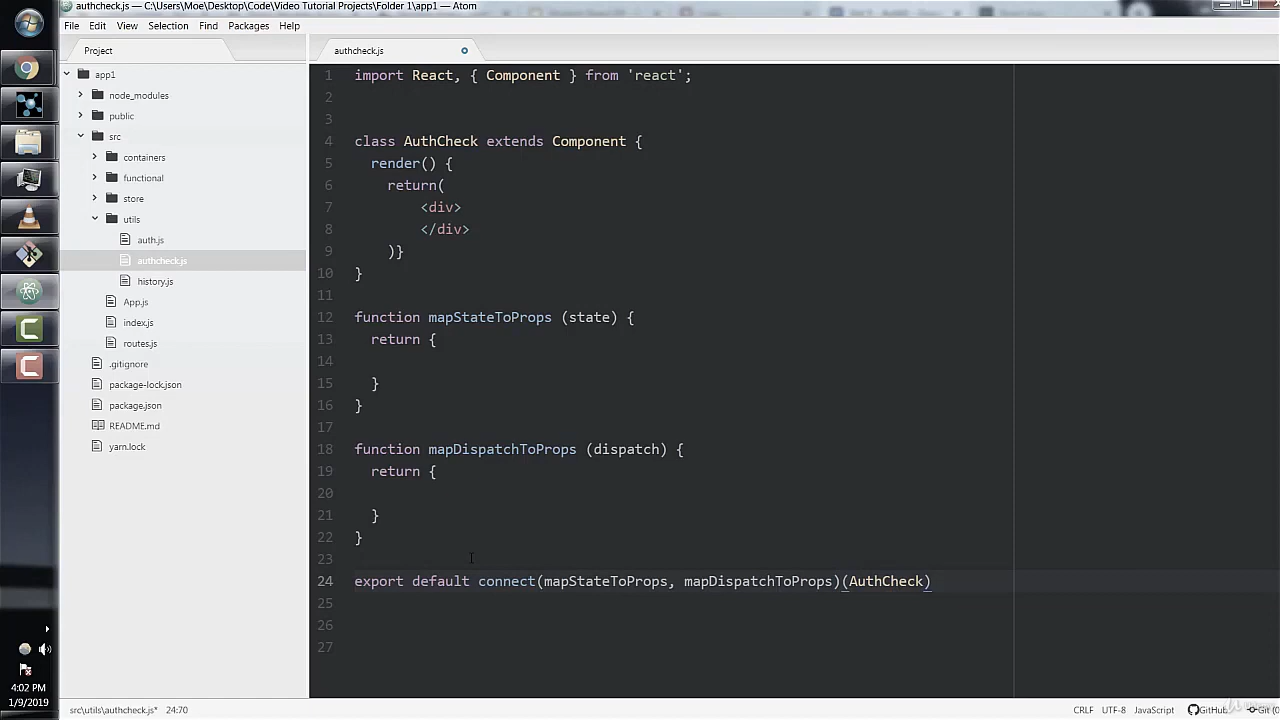 authcheck.js — C:\Users\Moe\Desktop\Code\Video Tutorial Projects\Folder 1\app1 — Atom
File Edit View Selection Find Packages Help
Project
authcheck.js
app1
node_modules
public
src
containers
functional
store
utils
auth.js
authcheck.js
history.js
App.js
index.js
routes.js
.gitignore
package-lock.json
package.json
README.md
yarn.lock
1 import React, { Component } from 'react';
2
3
4 class AuthCheck extends Component {
5 render() {
6 return(
7 <div>
8 </div>
9 )}
10 }
11
12 function mapStateToProps (state) {
13 return {
14
15 }
16 }
17
18 function mapDispatchToProps (dispatch) {
19 return {
20
21 }
22 }
23
24 export default connect(mapStateToProps, mapDispatchToProps)(AuthCheck)
25
26
27
4:02 PM
1/9/2019
src\utils\authcheck.js* 24:70
CRLF UTF-8 JavaScript GitHub Git (0